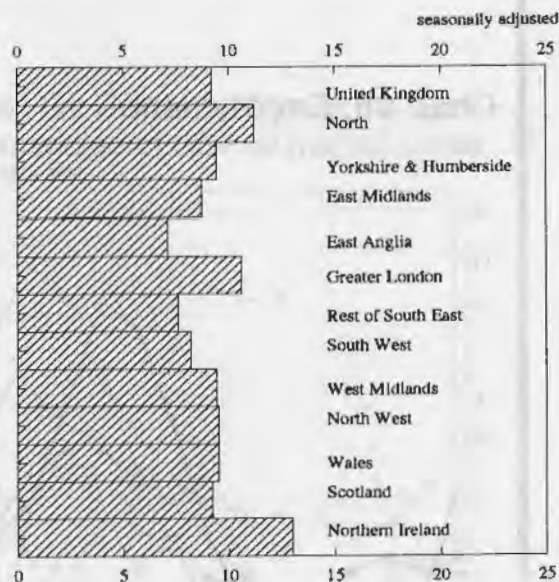 seasonally adjusted
0 5 10 15 20 25
United Kingdom
North
Yorkshire & Humberside
East Midlands
East Anglia
Greater London
Rest of South East
South West
West Midlands
North West
Wales
Scotland
Northern Ireland
0 5 10 15 20 25